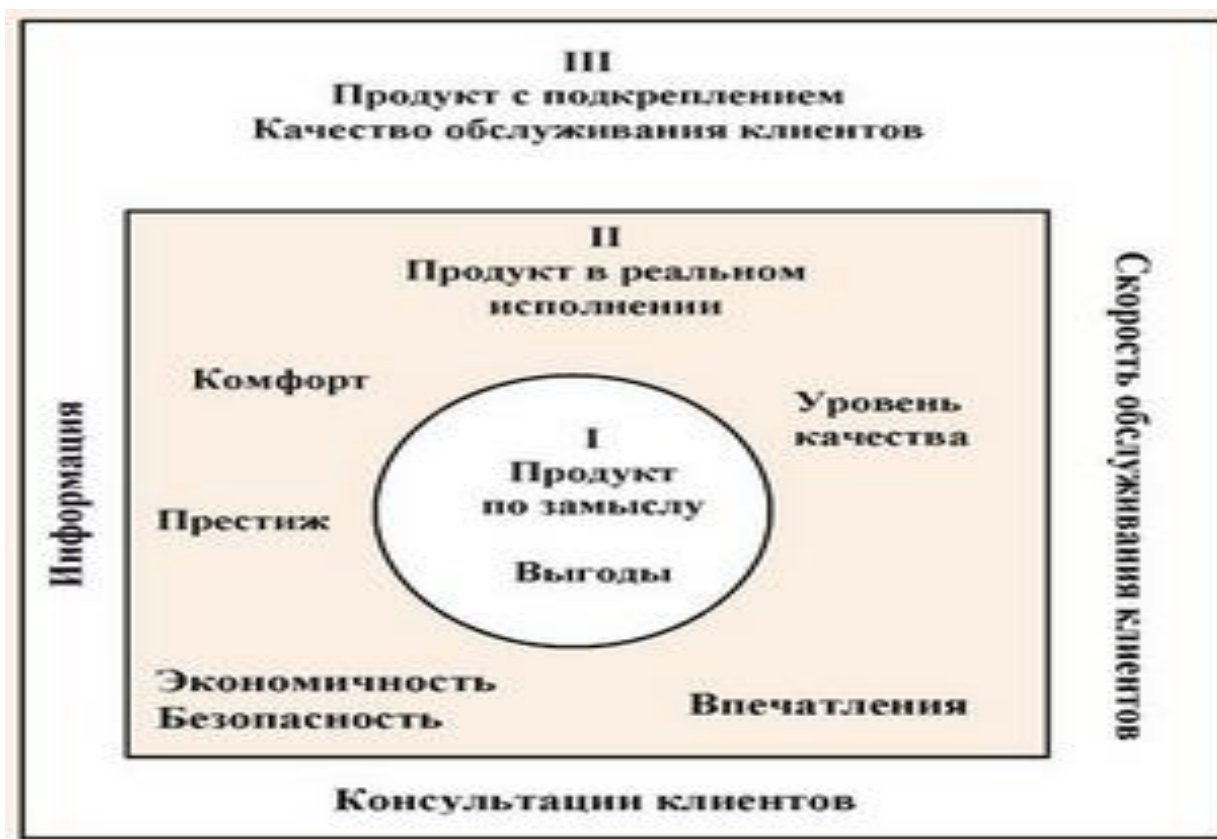 III
Продукт с подкреплением
Качество обслуживания клиентов
II
Продукт в реальном
исполнении
Комфорт
Уровень
качества
I
Продукт
по замыслу
Выгоды
Престиж
Экономичность
Безопасность
Впечатления
Информация
Скорость обслуживания клиентов
Консультации клиентов